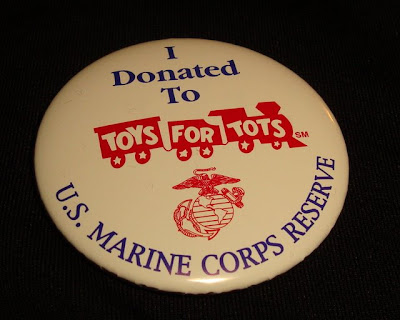 I
Donated
To
TOYS FOR TOTS SM
U.S. MARINE CORPS RESERVE